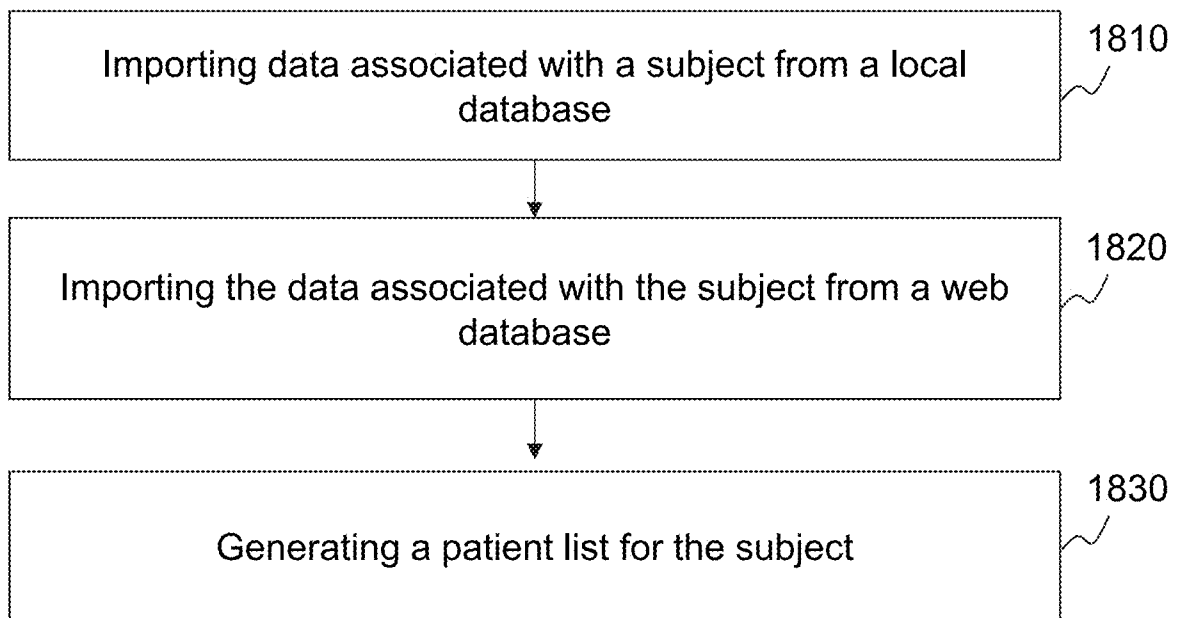 Importing data associated with a subject from a local
database
1810
Importing the data associated with the subject from a web
database
1820
Generating a patient list for the subject
1830